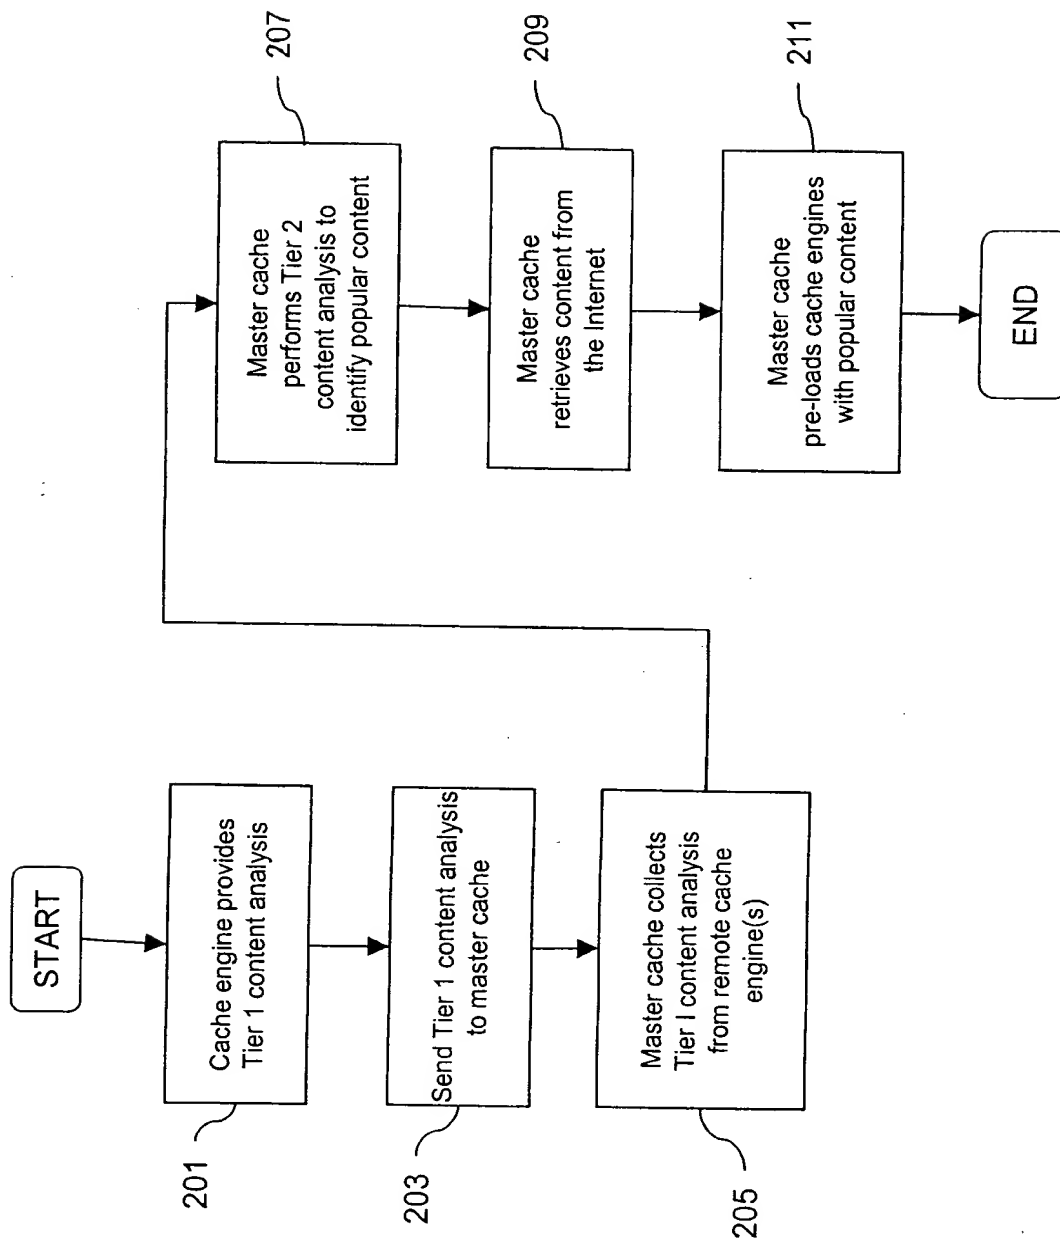 START
Cache engine provides
Tier 1 content analysis
201
Send Tier 1 content analysis
to master cache
203
Master cache collects
Tier I content analysis
from remote cache
engine(s)
205
Master cache
performs Tier 2
content analysis to
identify popular content
207
Master cache
retrieves content from
the Internet
209
Master cache
pre-loads cache engines
with popular content
211
END